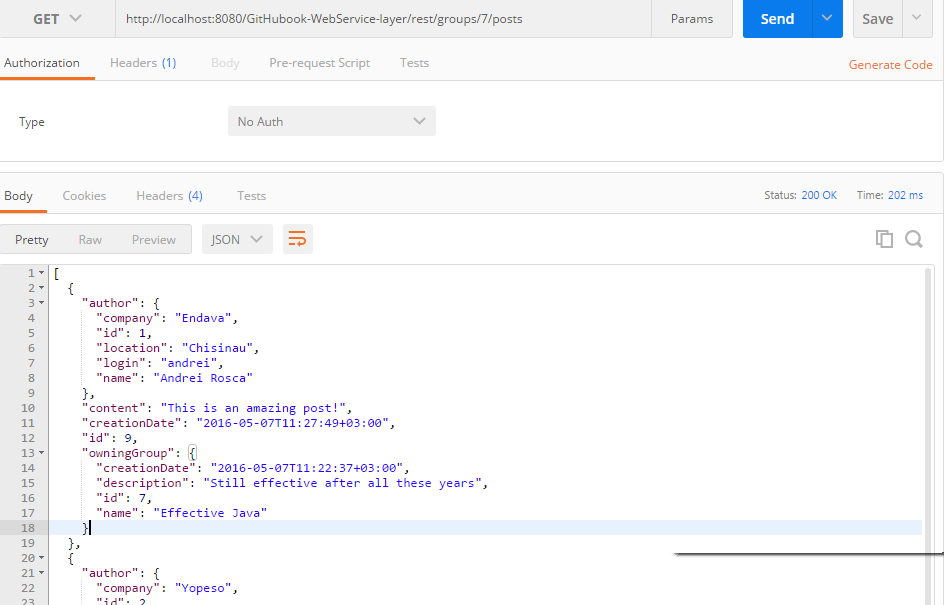 GET http://localhost:8080/GitHubook-WebService-layer/rest/groups/7/posts Params Send Save
Authorization Headers (1) Body Pre-request Script Tests Generate Code
Type No Auth
Body Cookies Headers (4) Tests Status: 200 OK Time: 202 ms
Pretty Raw Preview JSON
1 [
2 {
3 "author": {
4 "company": "Endava",
5 "id": 1,
6 "location": "Chisinau",
7 "login": "andrei",
8 "name": "Andrei Rosca"
9 },
10 "content": "This is an amazing post!",
11 "creationDate": "2016-05-07T11:27:49+03:00",
12 "id": 9,
13 "owningGroup": {
14 "creationDate": "2016-05-07T11:22:37+03:00",
15 "description": "Still effective after all these years",
16 "id": 7,
17 "name": "Effective Java"
18 }
19 },
20 {
21 "author": {
22 "company": "Yopeso",
23 "id": 2,